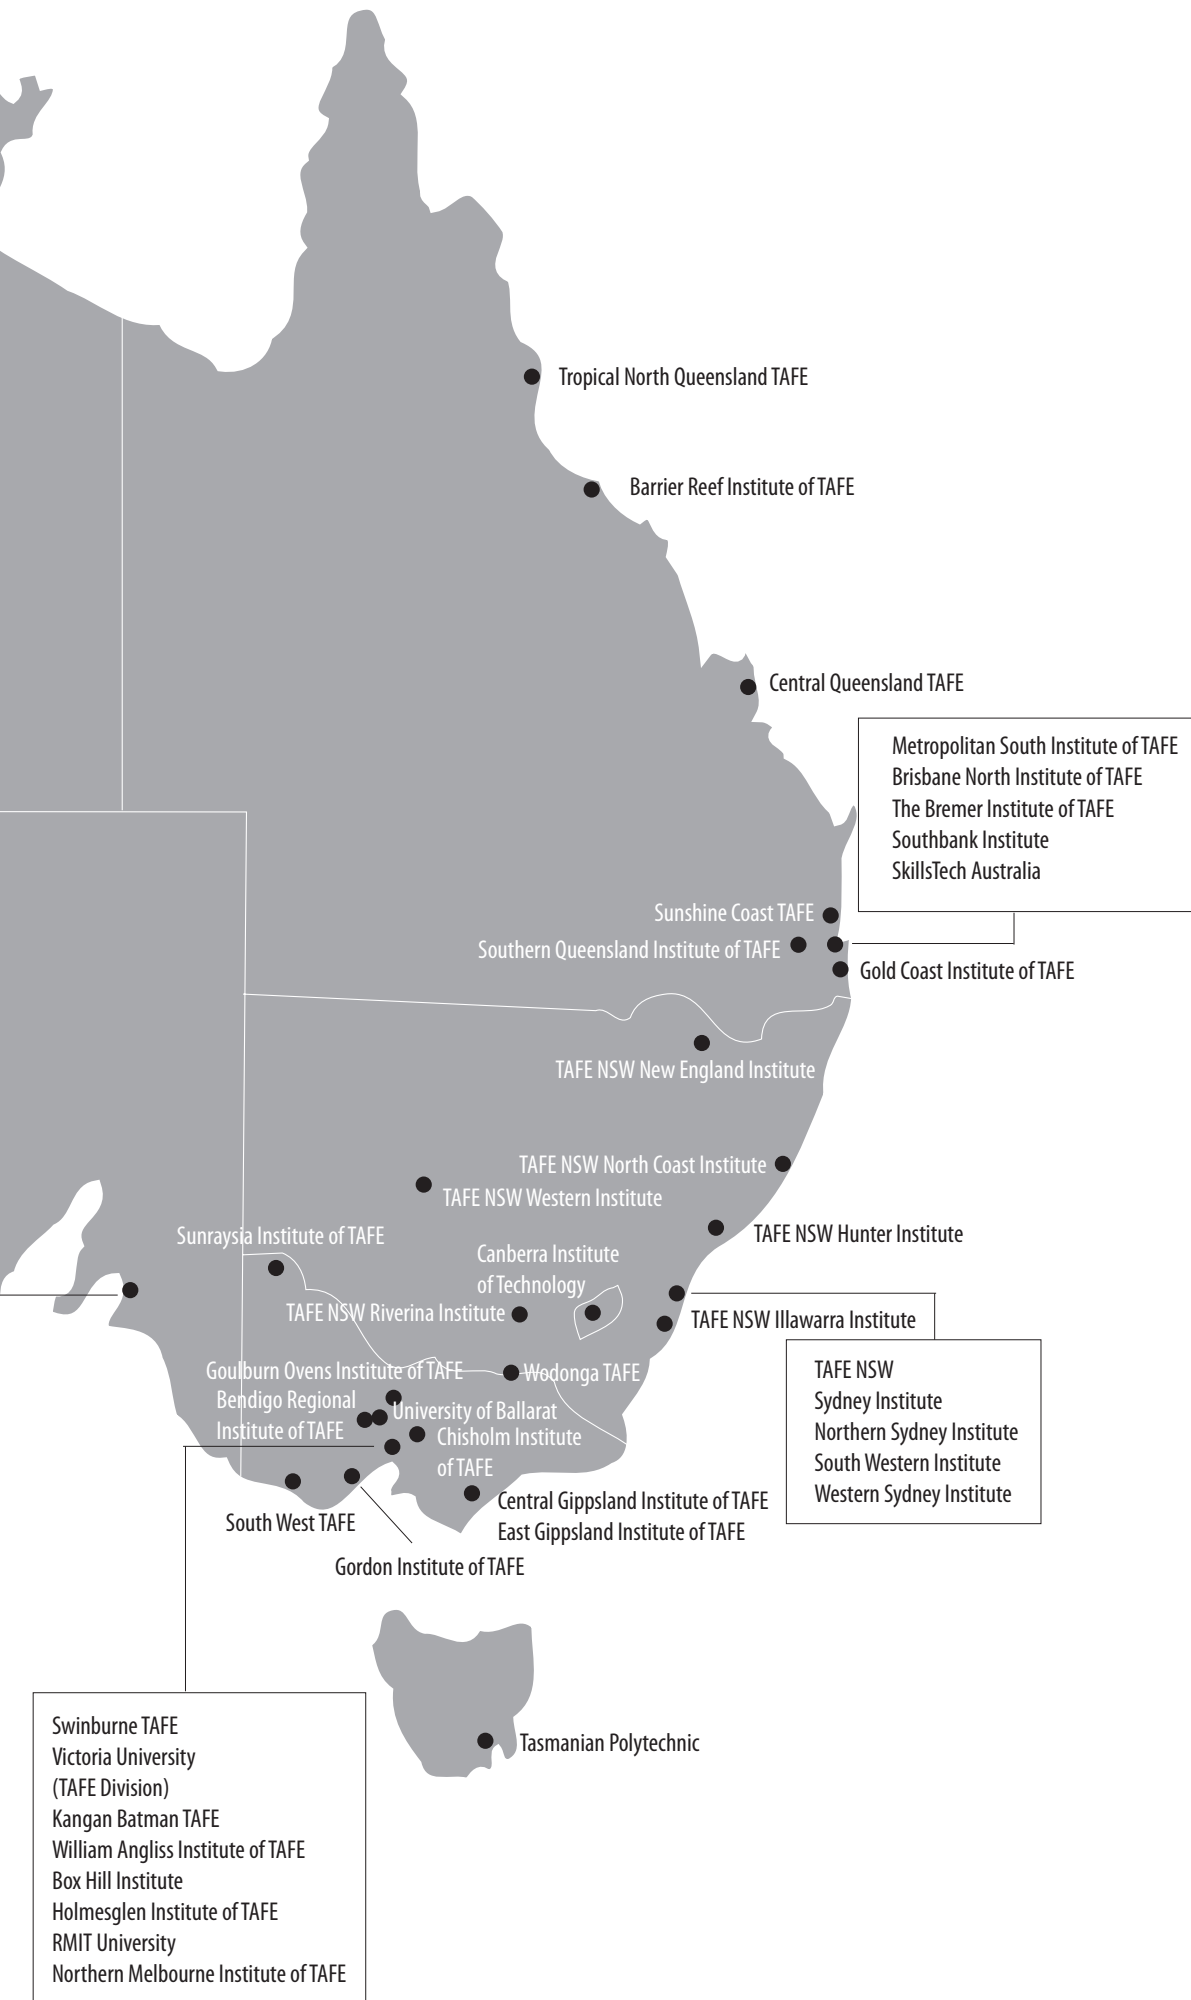 Tropical North Queensland TAFE
Barrier Reef Institute of TAFE
Central Queensland TAFE
Metropolitan South Institute of TAFE
Brisbane North Institute of TAFE
The Bremer Institute of TAFE
Southbank Institute
SkillsTech Australia
Sunshine Coast TAFE
Southern Queensland Institute of TAFE
Gold Coast Institute of TAFE
TAFE NSW New England Institute
TAFE NSW North Coast Institute
TAFE NSW Western Institute
Sunraysia Institute of TAFE
TAFE NSW Hunter Institute
Canberra Institute
of Technology
TAFE NSW Riverina Institute
TAFE NSW Illawarra Institute
TAFE NSW
Sydney Institute
Northern Sydney Institute
South Western Institute
Western Sydney Institute
Goulburn Ovens Institute of TAFE
Wodonga TAFE
Bendigo Regional
Institute of TAFE
University of Ballarat
Chisholm Institute
of TAFE
Central Gippsland Institute of TAFE
East Gippsland Institute of TAFE
South West TAFE
Gordon Institute of TAFE
Tasmanian Polytechnic
Swinburne TAFE
Victoria University
(TAFE Division)
Kangan Batman TAFE
William Angliss Institute of TAFE
Box Hill Institute
Holmesglen Institute of TAFE
RMIT University
Northern Melbourne Institute of TAFE